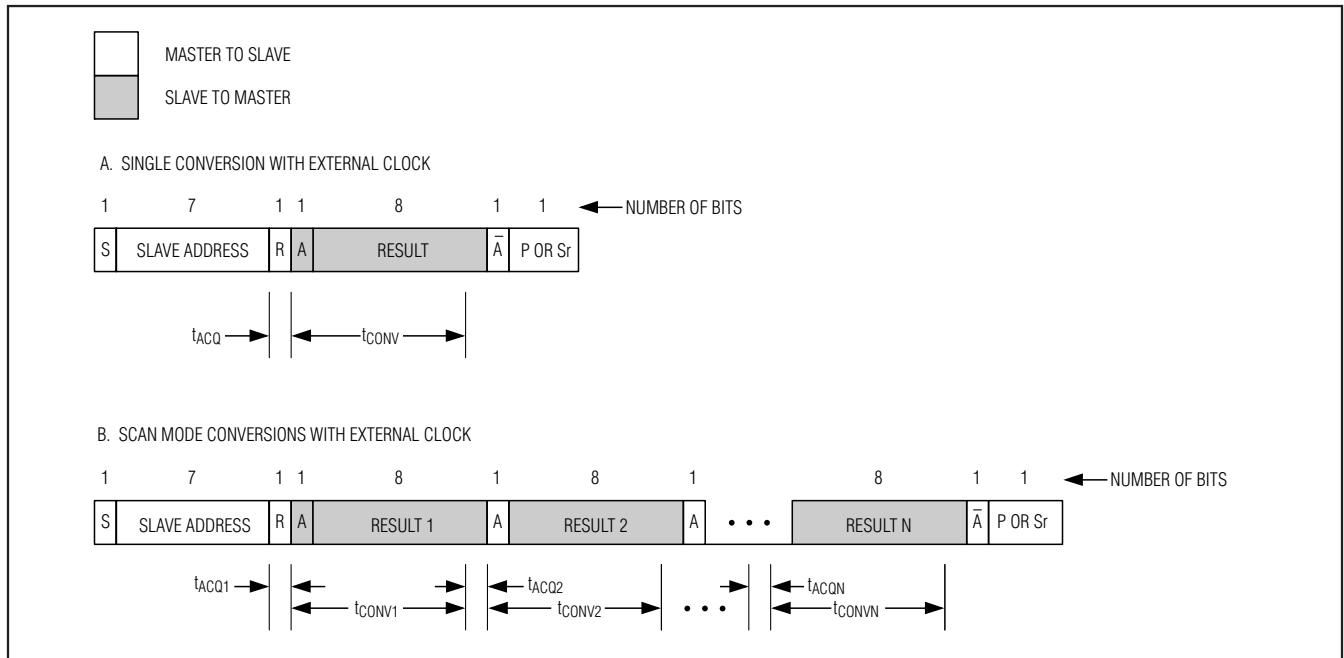 MASTER TO SLAVE
SLAVE TO MASTER
A. SINGLE CONVERSION WITH EXTERNAL CLOCK
1 7 1 1 8 1 1 NUMBER OF BITS
S SLAVE ADDRESS R A RESULT A̅ P OR Sr
tACQ tCONV
B. SCAN MODE CONVERSIONS WITH EXTERNAL CLOCK
1 7 1 1 8 1 8 1 8 1 1 NUMBER OF BITS
S SLAVE ADDRESS R A RESULT 1 A RESULT 2 A • • • RESULT N A̅ P OR Sr
tACQ1 tACQ2 tACQN
tCONV1 tCONV2 • • • tCONVN